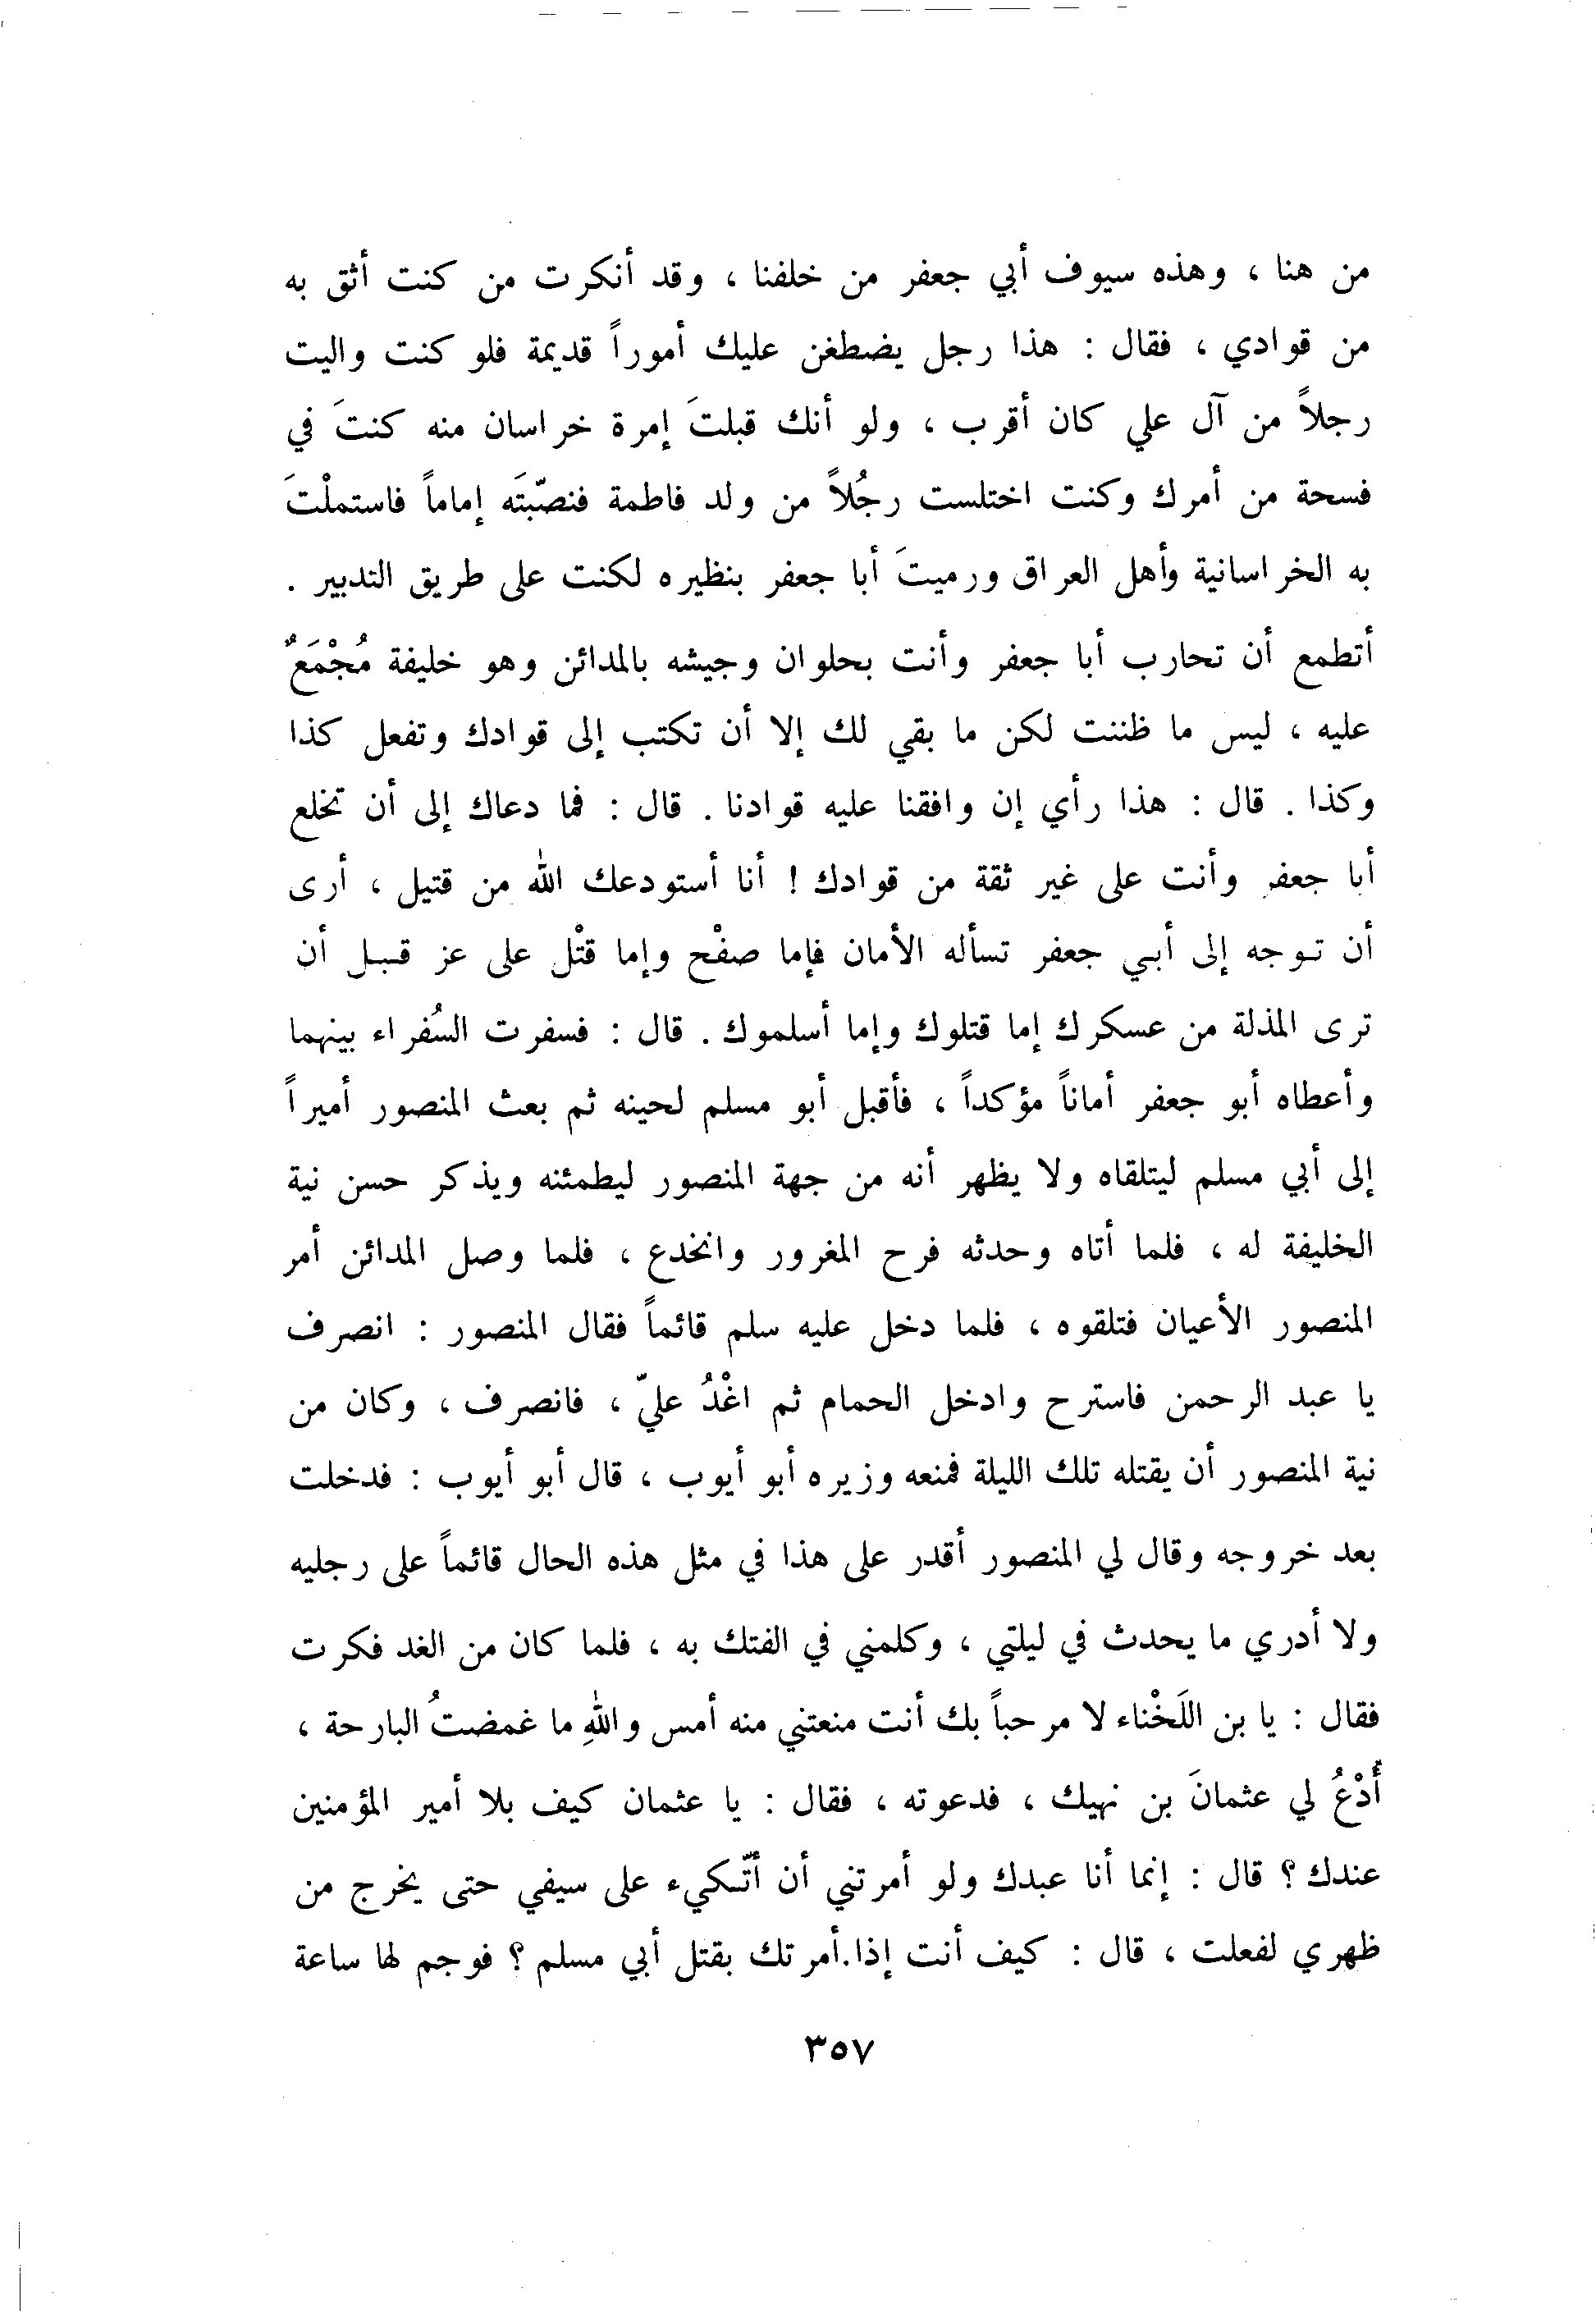 من هنا ، وهذه سيوف أبي جعفر من خلفنا ، وقد أنكرت من كنت أثق به
من قوادي ، فقال : هذا رجل يضطغن عليك أموراً قديمة فلو كنت واليت
رجلاً من آل علي كان أقرب ، ولو أنك قبلتَ إمرة خراسان منه كنتَ في
فسحة من أمرك وكنت اختلست رجُلاً من ولد فاطمة فنصّبتَه إماماً فاستملْتَ
به الخراسانية وأهل العراق ورميتَ أبا جعفر بنظيره لكنت على طريق التدبير .
أتطمع أن تحارب أبا جعفر وأنت بحلوان وجيشه بالمدائن وهو خليفة مُجْمَعٌ
عليه ، ليس ما ظننت لكن ما بقي لك إلا أن تكتب إلى قوادك وتفعل كذا
وكذا . قال : هذا رأي إن وافقنا عليه قوادنا . قال : فما دعاك إلى أن تخلع
أبا جعفر وأنت على غير ثقة من قوادك ! أنا أستودعك الله من قتيل ، أرى
أن توجه إلى أبي جعفر تسأله الأمان فإما صفْح وإما قتْل على عز قبل أن
ترى المذلة من عسكرك إما قتلوك وإما أسلموك . قال : فسفرت السُفراء بينهما
وأعطاه أبو جعفر أماناً مؤكداً ، فأقبل أبو مسلم لحينه ثم بعث المنصور أميراً
إلى أبي مسلم ليتلقاه ولا يظهر أنه من جهة المنصور ليطمئنه ويذكر حسن نية
الخليفة له ، فلما أتاه وحدثه فرح المغرور وانخدع ، فلما وصل المدائن أمر
المنصور الأعيان فتلقوه ، فلما دخل عليه سلم قائماً فقال المنصور : انصرف
يا عبد الرحمن فاسترح وادخل الحمام ثم اغْدُ عليّ ، فانصرف ، وكان من
نية المنصور أن يقتله تلك الليلة فمنعه وزيره أبو أيوب ، قال أبو أيوب : فدخلت
بعد خروجه وقال لي المنصور أقدر على هذا في مثل هذه الحال قائماً على رجليه
ولا أدري ما يحدث في ليلتي ، وكلمني في الفتك به ، فلما كان من الغد فكرت
فقال : يا بن اللَخْناء لا مرحباً بك أنت منعتني منه أمس واللهِ ما غمضتُ البارحة ،
أُدْعُ لي عثمانَ بن نهيك ، فدعوته ، فقال : يا عثمان كيف بلا أمير المؤمنين
عندك ؟ قال : إنما أنا عبدك ولو أمرتني أن أتّكيء على سيفي حتى يخرج من
ظهري لفعلت ، قال : كيف أنت إذا.أمرتك بقتل أبي مسلم ؟ فوجم لها ساعة
٣٥٧